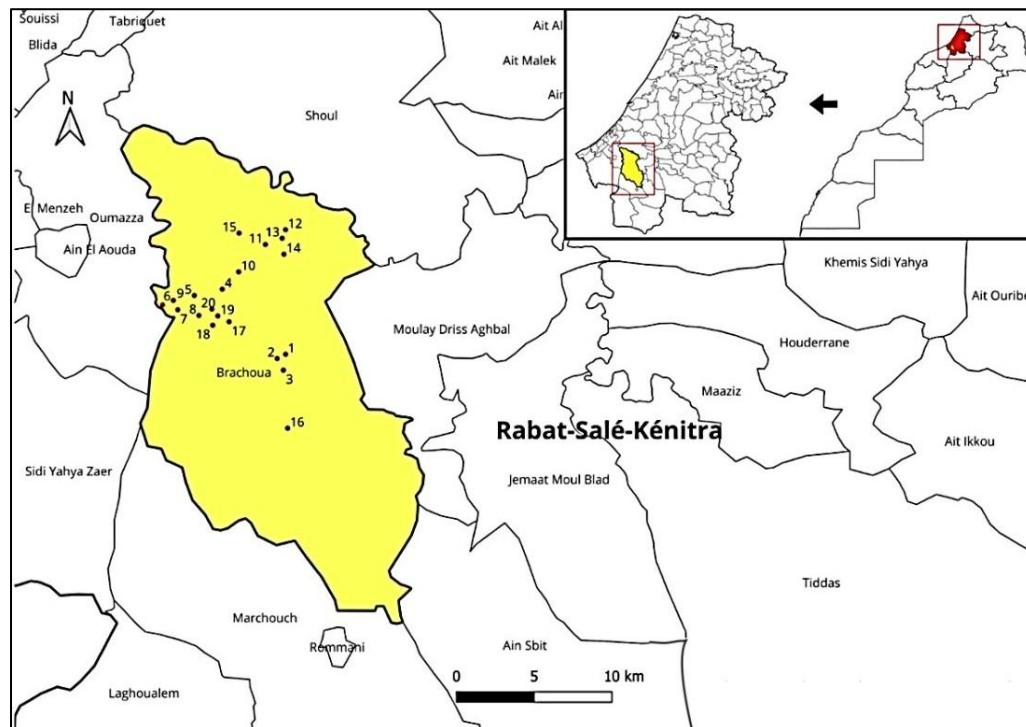 Souissi
Tabriquet
Blida
Ait Al
Ait Malek
Air
N
Shoul
El Menzeh
Oumazza
Ain El Aouda
15
13
12
11
14
10
4
6
9
5
7
8
20
19
18
17
2
1
3
Brachoua
16
Moulay Driss Aghbal
Khemis Sidi Yahya
Ait Ouribe
Houderrane
Maaziz
Rabat-Salé-Kénitra
Ait Ikkou
Sidi Yahya Zaer
Jemaat Moul Blad
Tiddas
Marchouch
Rommani
Ain Sbit
Laghoualem
0 5 10 km